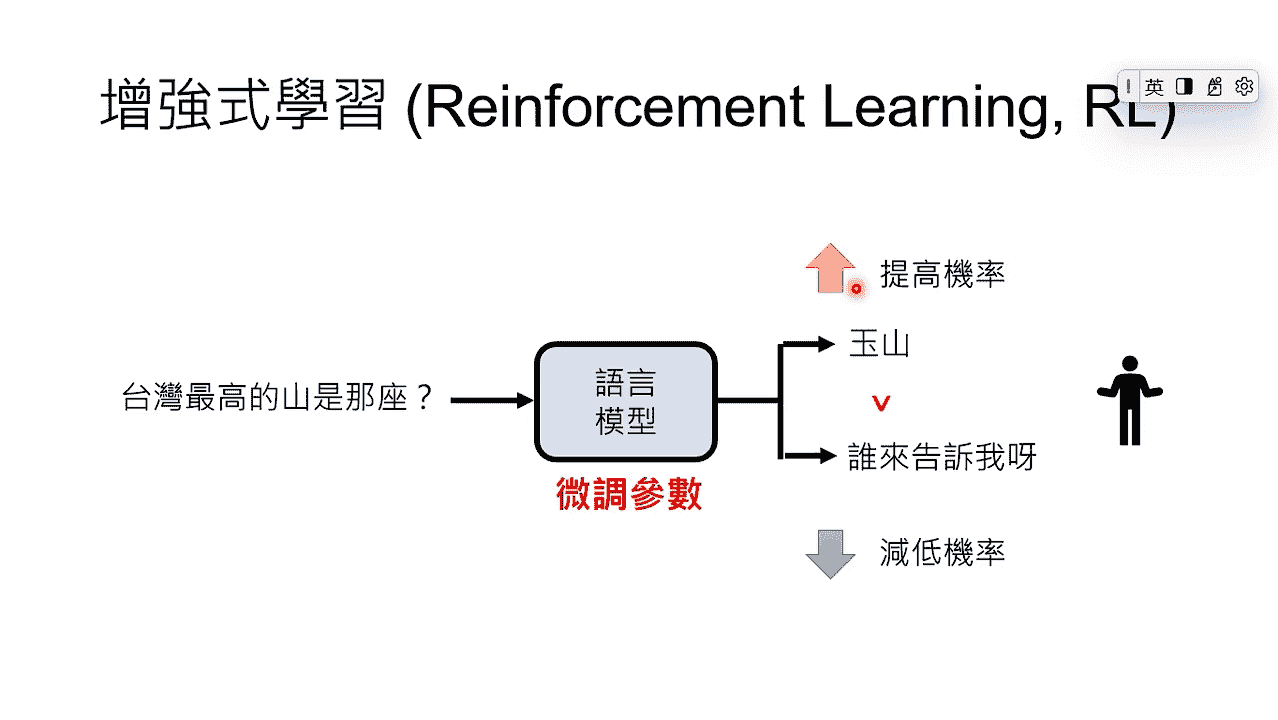 增強式學習 (Reinforcement Learning, RL)
英
提高機率
玉山
台灣最高的山是那座？
語言
模型
v
誰來告訴我呀
微調參數
減低機率